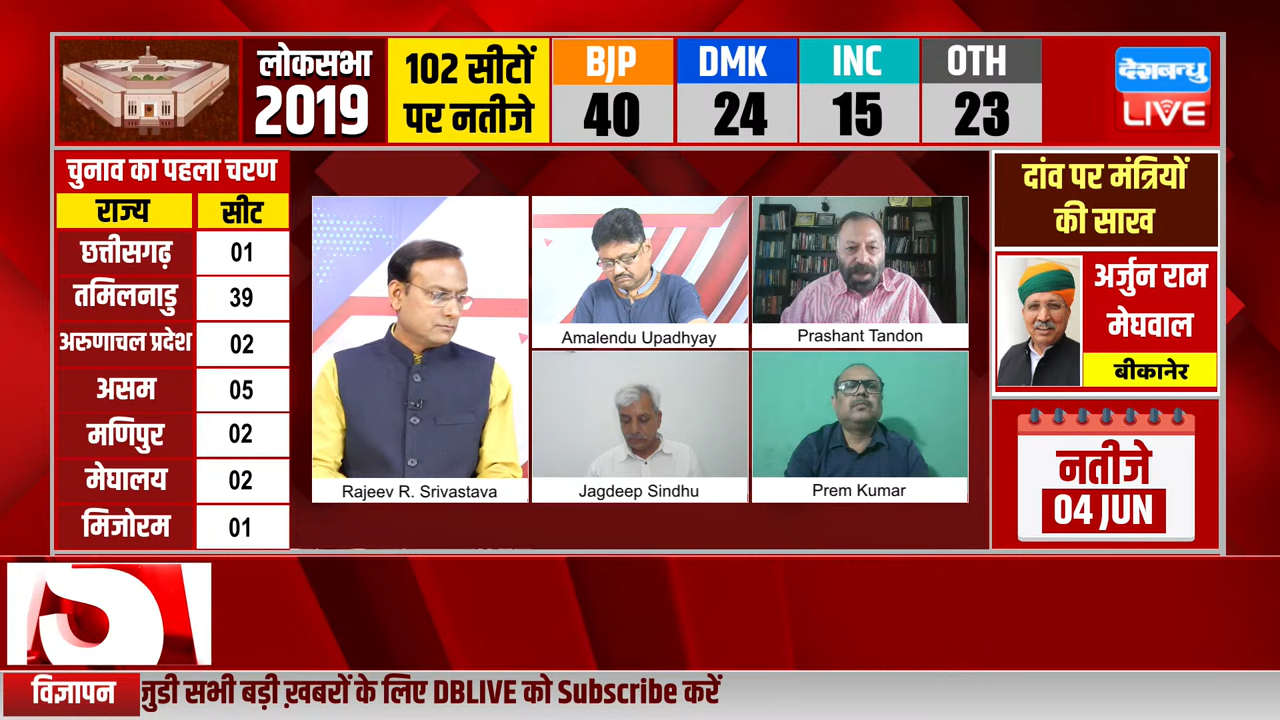 लोकसभा
2019
102 सीटों
पर नतीजे
BJP
40
DMK
24
INC
15
OTH
23
देशबन्धु
LIVE
चुनाव का पहला चरण
राज्य सीट
छत्तीसगढ़ 01
तमिलनाडु 39
अरुणाचल प्रदेश 02
असम 05
मणिपुर 02
मेघालय 02
मिजोरम 01
Rajeev R. Srivastava
Amalendu Upadhyay
Prashant Tandon
Jagdeep Sindhu
Prem Kumar
दांव पर मंत्रियों
की साख
अर्जुन राम
मेघवाल
बीकानेर
नतीजे
04 JUN
विज्ञापन
जुडी सभी बड़ी ख़बरों के लिए DBLIVE को Subscribe करें